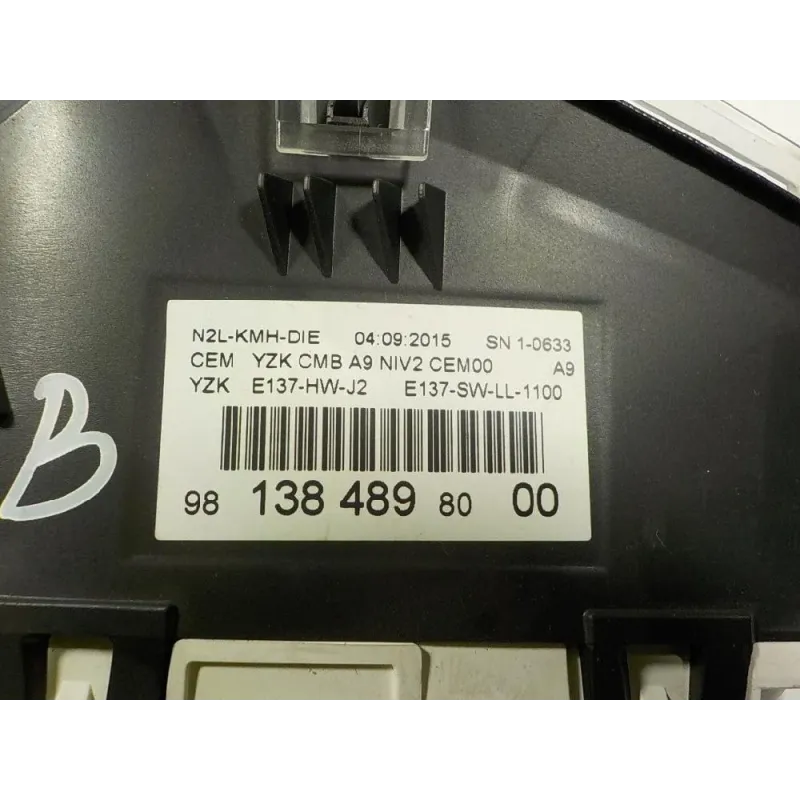 N2L-KMH-DIE 04:09:2015 SN 1-0633
CEM YZK CMB A9 NIV2 CEM00 A9
YZK E137-HW-J2 E137-SW-LL-1100
98 138 489 80 00
B